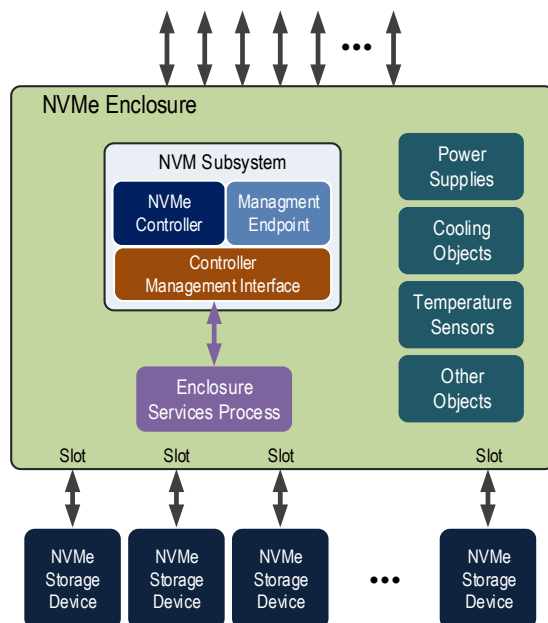 NVMe Enclosure
NVM Subsystem
NVMe
Controller
Managment
Endpoint
Controller
Management Interface
Enclosure
Services Process
Power
Supplies
Cooling
Objects
Temperature
Sensors
Other
Objects
Slot
Slot
Slot
Slot
NVMe
Storage
Device
NVMe
Storage
Device
NVMe
Storage
Device
NVMe
Storage
Device